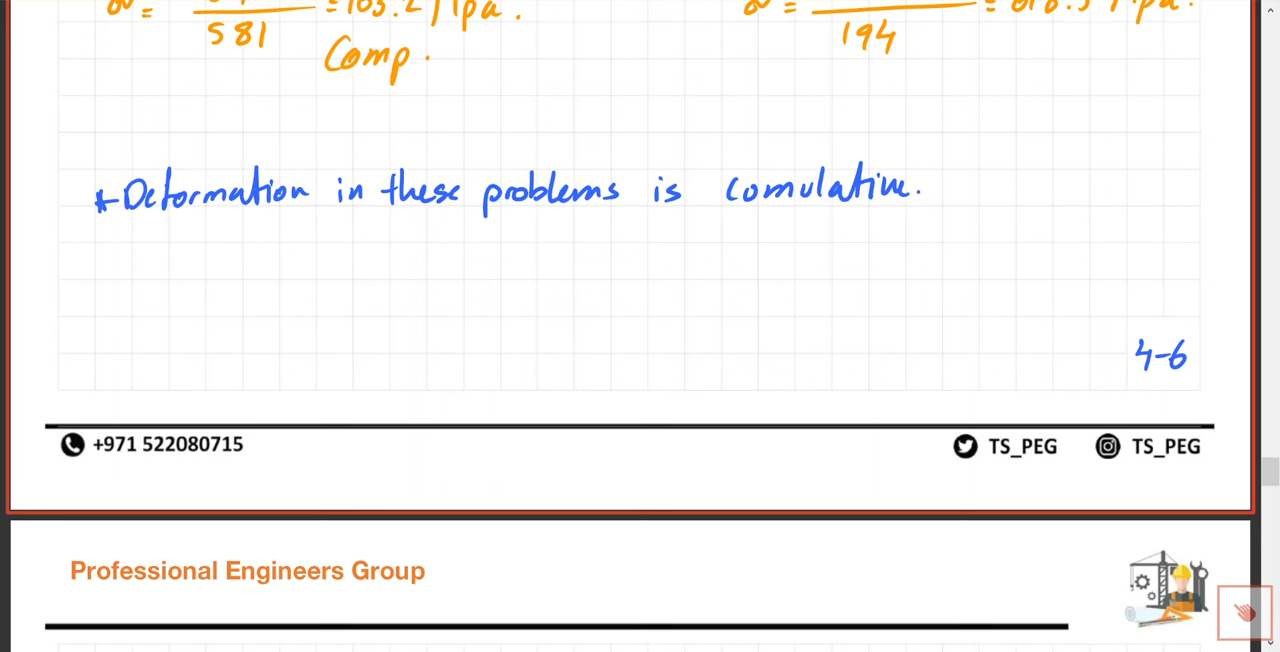 581
Comp.
194
* Deformation in these problems is comulative.
4-6
+971 522080715
TS_PEG
TS_PEG
Professional Engineers Group